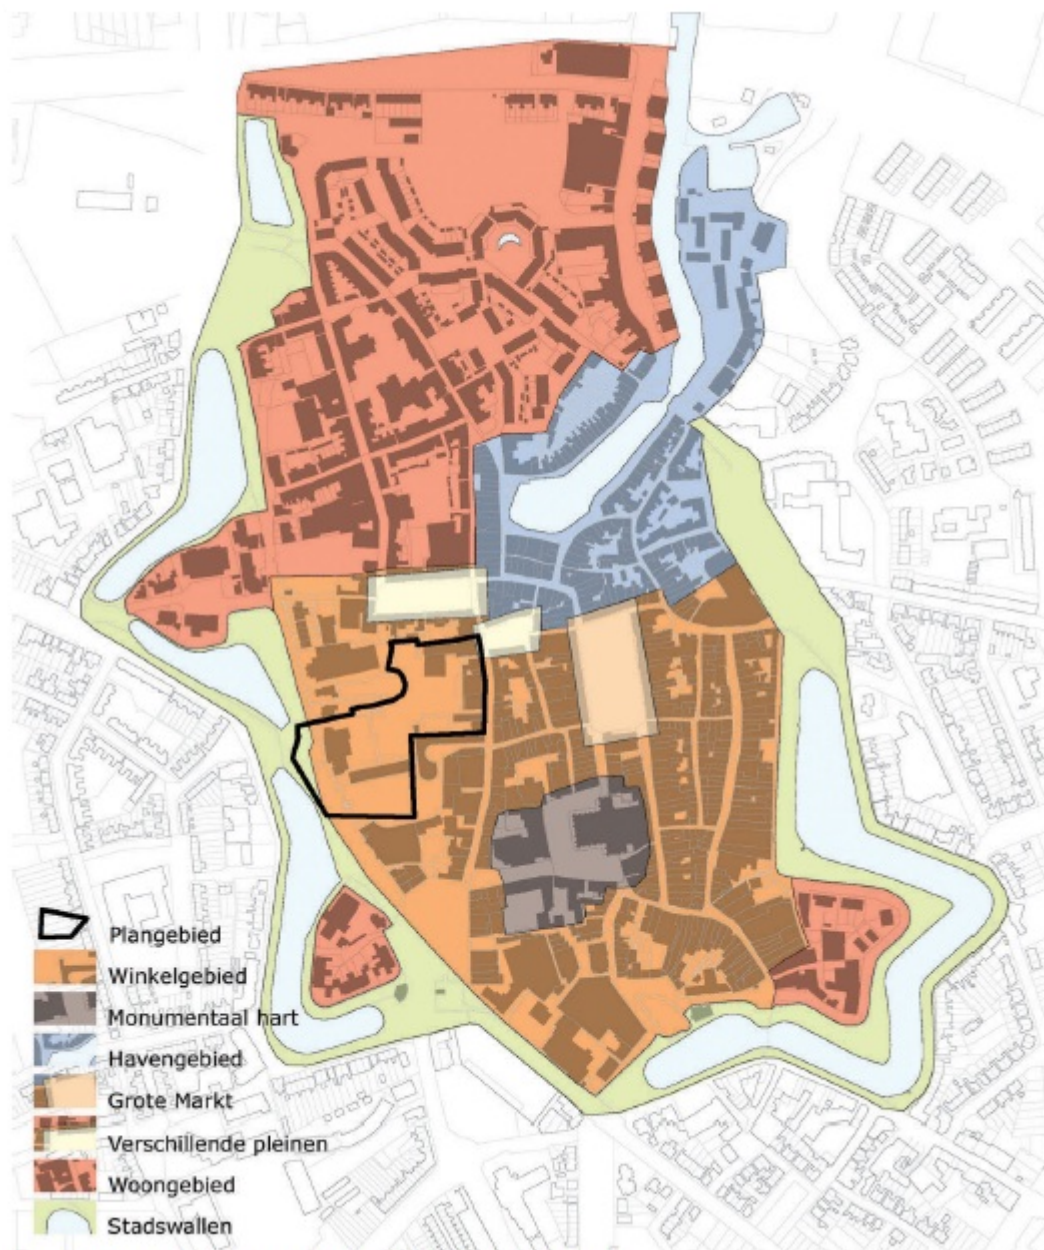 Plangebied
Winkelgebied
Monumentaal hart
Havengebied
Grote Markt
Verschillende pleinen
Woongebied
Stadswallen